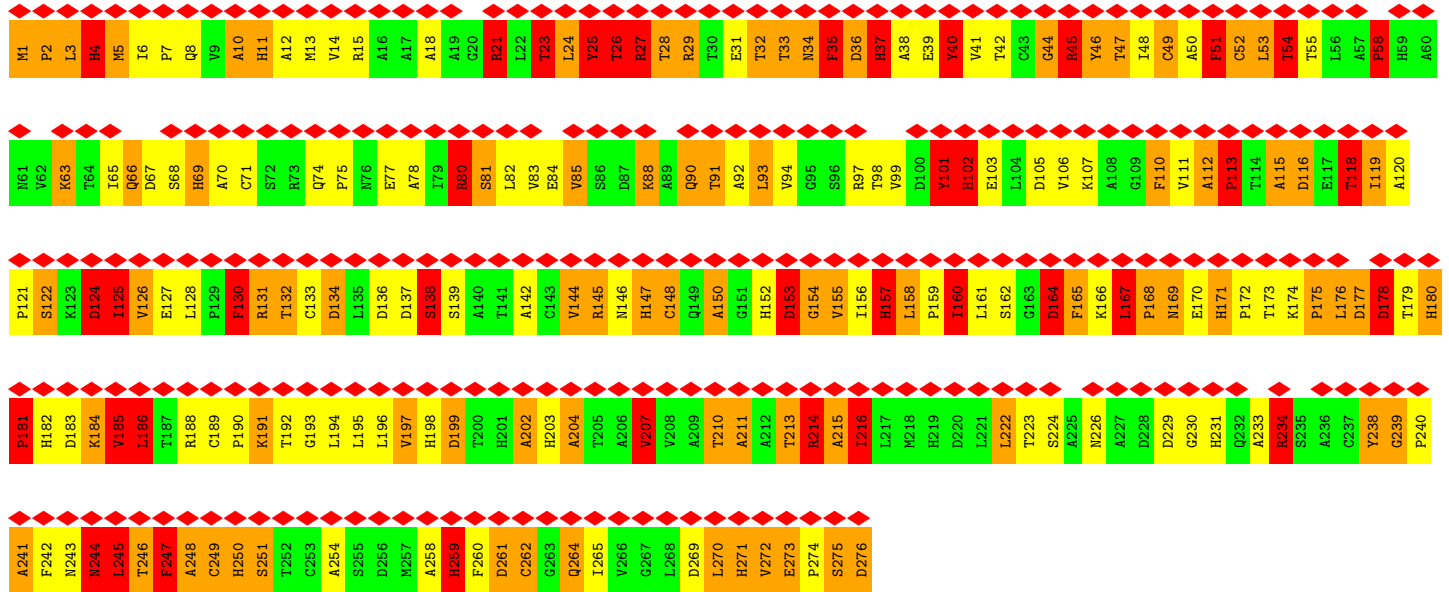 M1 P2 L3 H4 M5 I6 P7 Q8 V9 A10 H11 A12 M13 V14 R15 A16 A17 A18 A19 G20 R21 L22 T23 L24 Y25 T26 R27 T28 R29 T30 E31 T32 T33 N34 F35 D36 H37 A38 E39 Y40 V41 T42 C43 G44 R45 Y46 T47 I48 C49 A50 F51 C52 L53 T54 T55 L56 A57 P58 H59 A60
N61 V62 K63 T64 I65 Q66 D67 S68 H69 A70 C71 S72 R73 Q74 P75 N76 E77 A78 I79 R80 S81 L82 V83 E84 V85 S86 D87 K88 A89 Q90 T91 A92 L93 V94 G95 S96 R97 T98 V99 D100 Y101 H102 E103 L104 D105 V106 K107 A108 G109 F110 V111 A112 P113 T114 A115 D116 E117 T118 I119 A120
P121 S122 K123 D124 I125 V126 E127 L128 P129 F130 R131 T132 C133 D134 L135 D136 D137 S138 S139 A140 T141 A142 C143 V144 R145 N146 H147 C148 Q149 A150 G151 H152 D153 G154 V155 I156 H157 L158 P159 I160 L161 S162 G163 D164 F165 K166 L167 P168 N169 E170 H171 P172 T173 K174 P175 L176 D177 D178 T179 H180
P181 H182 D183 K184 V185 L186 T187 R188 C189 P190 K191 T192 G193 L194 L195 L196 V197 H198 D199 T200 H201 A202 H203 A204 T205 A206 V207 V208 A209 T210 A211 A212 T213 R214 A215 I216 L217 M218 H219 D220 L221 L222 T223 S224 A225 N226 A227 D228 D229 G230 H231 Q232 A233 R234 S235 A236 C237 Y238 G239 P240
A241 F242 N243 N244 L245 T246 F247 A248 C249 H250 S251 T252 C253 A254 S255 D256 M257 A258 H259 F260 D261 C262 G263 Q264 I265 V266 G267 L268 D269 L270 H271 V272 E273 P274 S275 D276